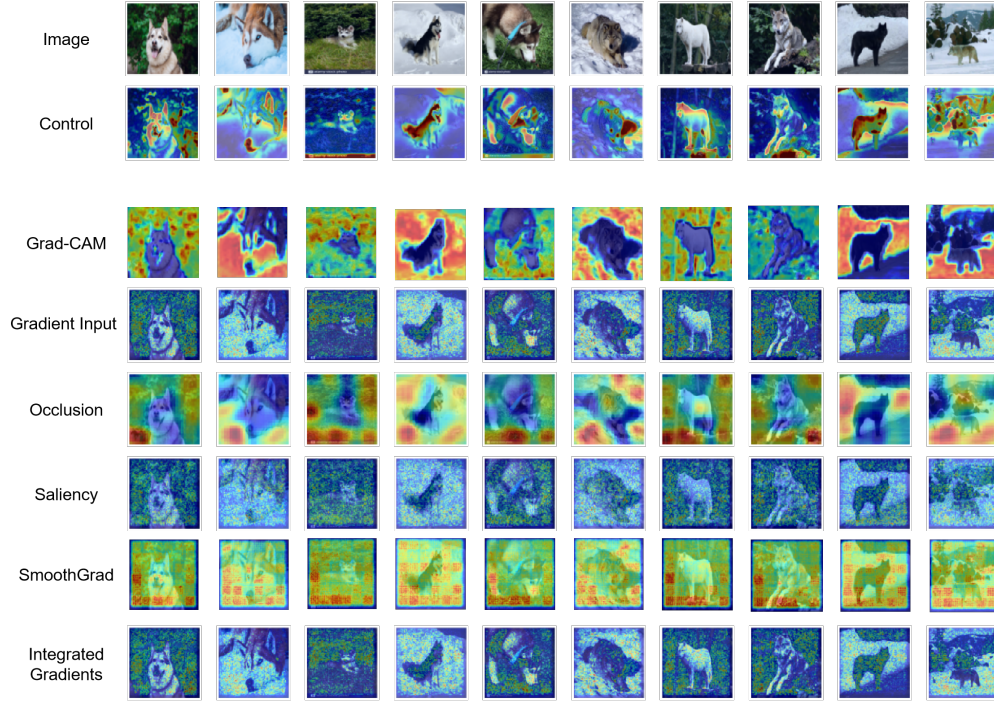 Image
Control
Grad-CAM
Gradient Input
Occlusion
Saliency
SmoothGrad
Integrated
Gradients